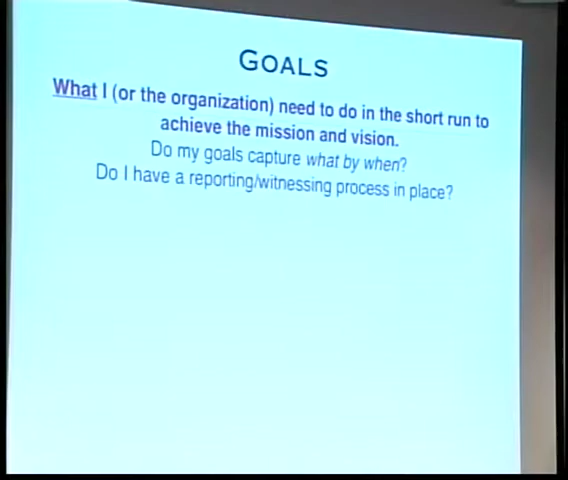 GOALS
What I (or the organization) need to do in the short run to
achieve the mission and vision.
Do my goals capture what by when?
Do I have a reporting/witnessing process in place?